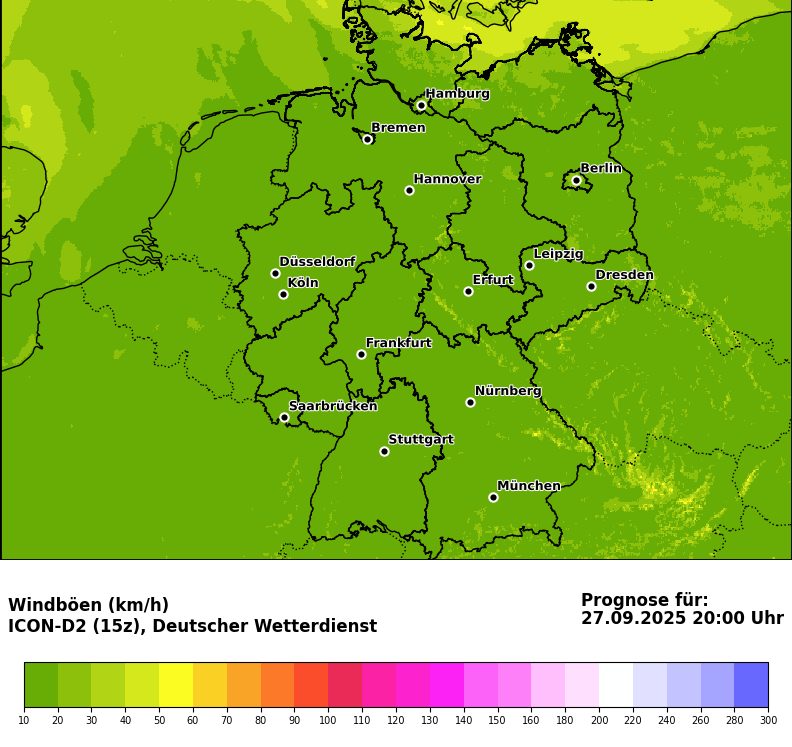 Hamburg
Bremen
Berlin
Hannover
Leipzig
Düsseldorf
Dresden
Köln
Erfurt
Frankfurt
Nürnberg
Saarbrücken
Stuttgart
München
Windböen (km/h)
ICON-D2 (15z), Deutscher Wetterdienst
Prognose für:
27.09.2025 20:00 Uhr
10 20 30 40 50 60 70 80 90 100 110 120 130 140 150 160 180 200 220 240 260 280 300